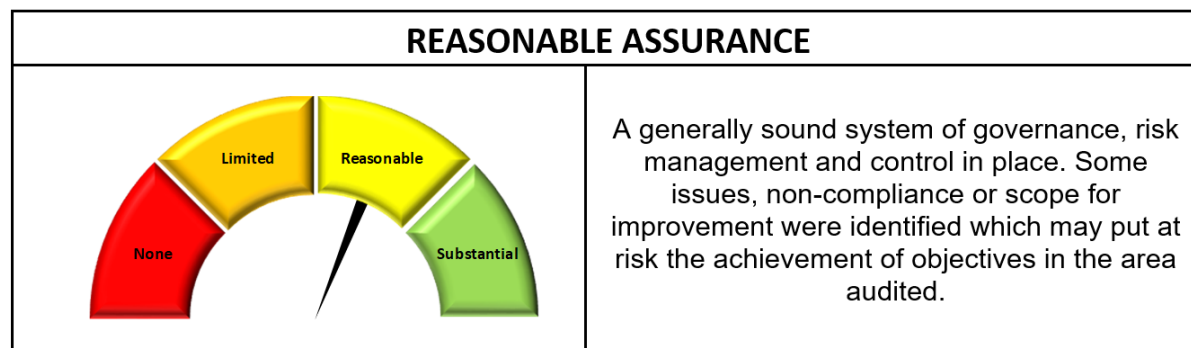 REASONABLE ASSURANCE
Limited
Reasonable
None
Substantial
A generally sound system of governance, risk
management and control in place. Some
issues, non-compliance or scope for
improvement were identified which may put at
risk the achievement of objectives in the area
audited.